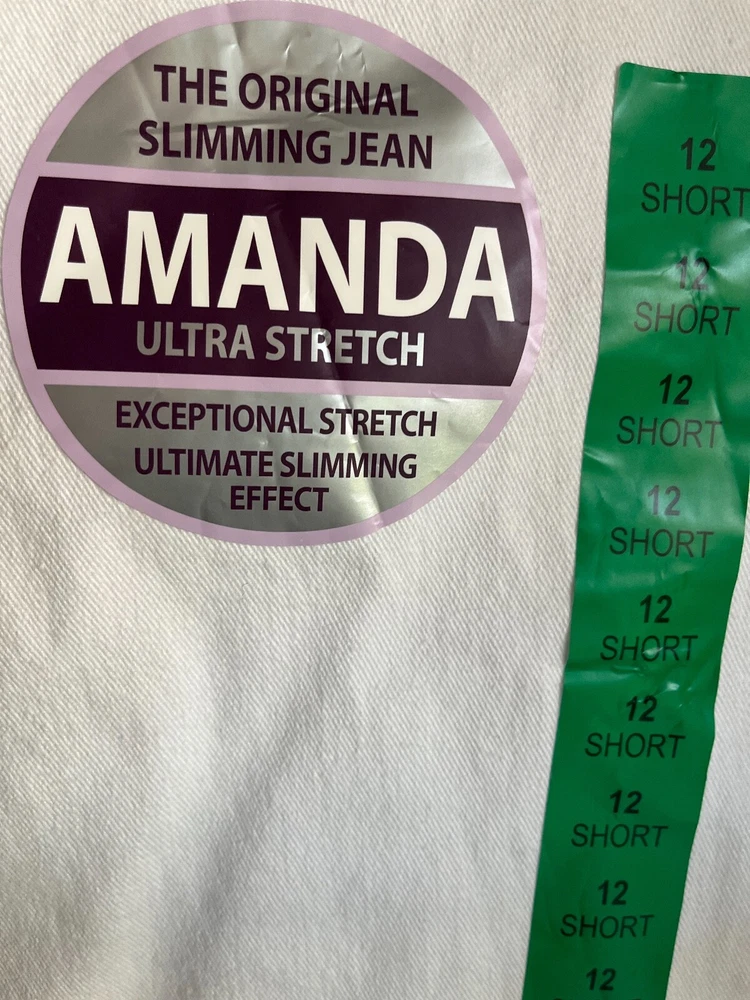 THE ORIGINAL
SLIMMING JEAN
AMANDA
ULTRA STRETCH
EXCEPTIONAL STRETCH
ULTIMATE SLIMMING
EFFECT
12
SHORT
12
SHORT
12
SHORT
12
SHORT
12
SHORT
12
SHORT
12
SHORT
12
SHORT
12